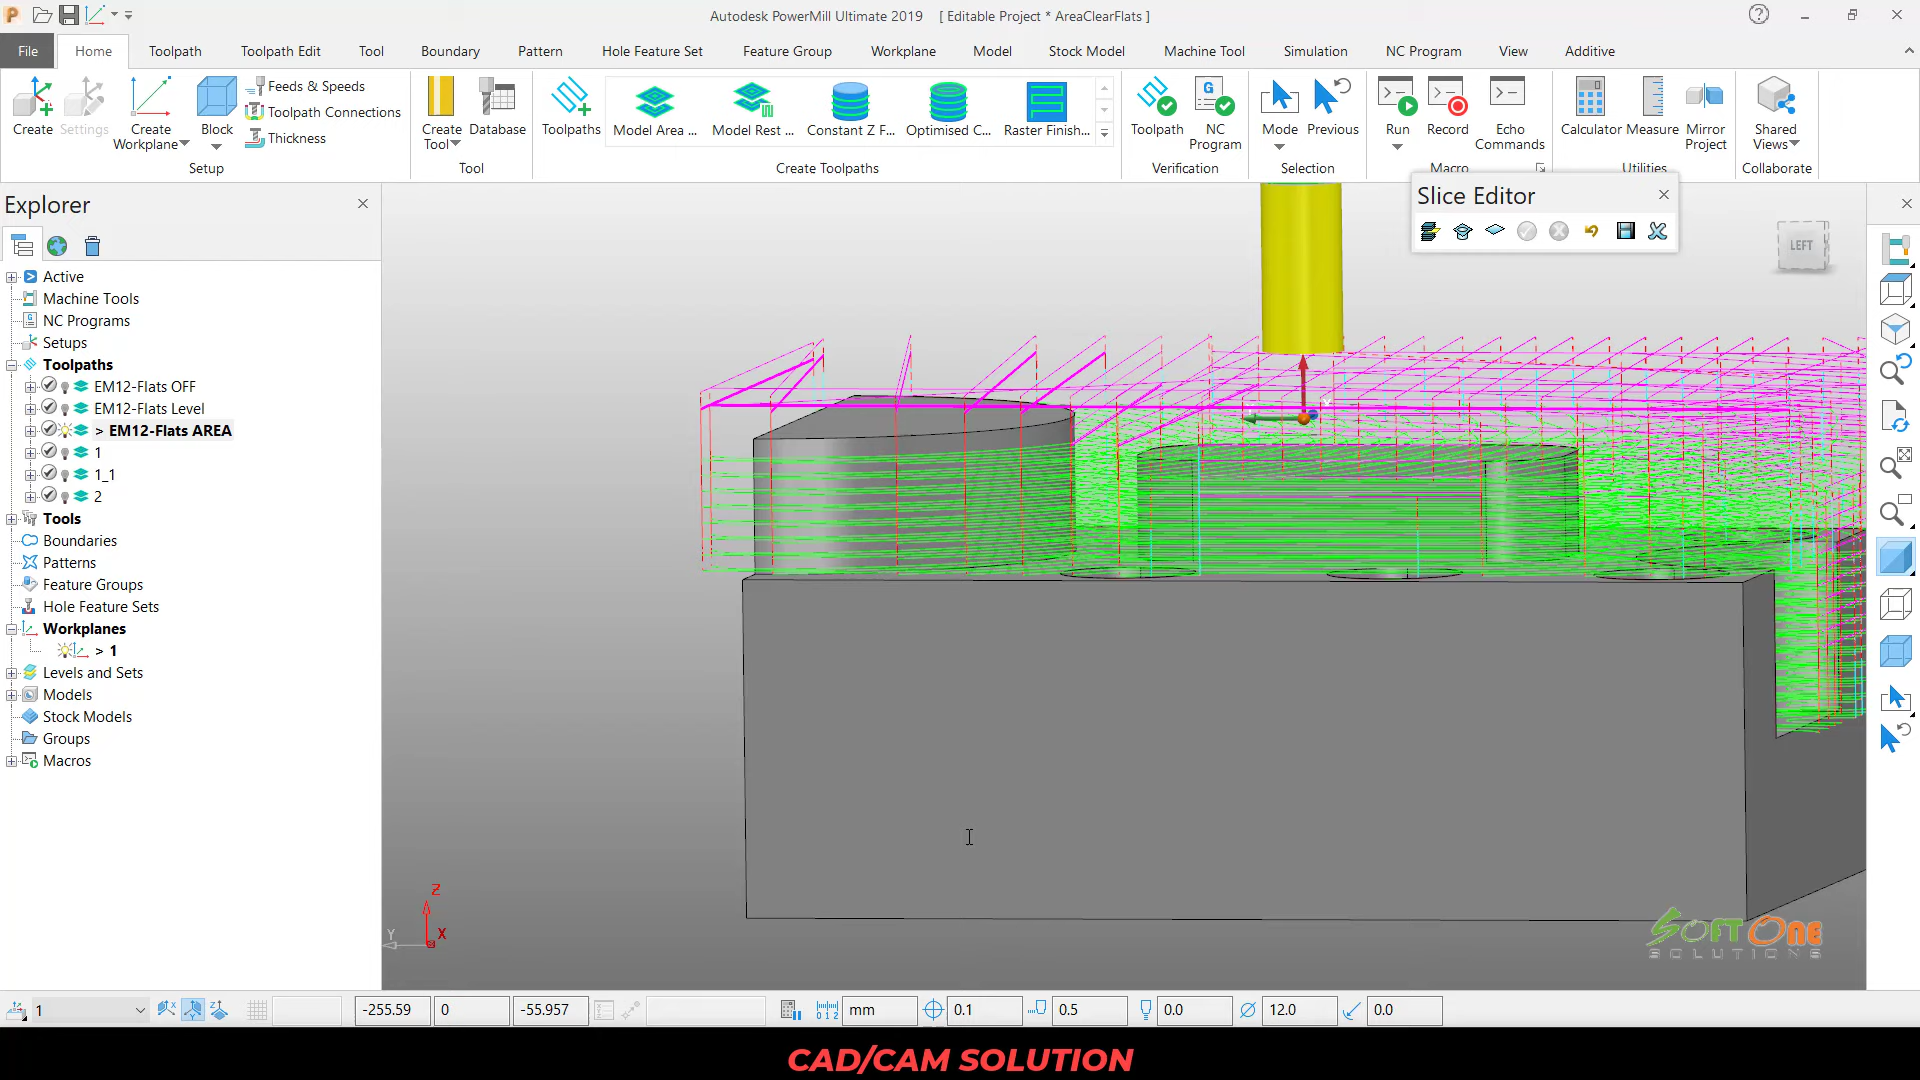 Autodesk PowerMill Ultimate 2019 [ Editable Project * AreaClearFlats ]
File Home Toolpath Toolpath Edit Tool Boundary Pattern Hole Feature Set Feature Group Workplane Model Stock Model Machine Tool Simulation NC Program View Additive
Create
Settings
Create Workplane
Block
Feeds & Speeds
Toolpath Connections
Thickness
Setup
Create Tool
Database
Tool
Toolpaths
Model Area ...
Model Rest ...
Constant Z F...
Optimised C...
Raster Finish...
Create Toolpaths
Toolpath
NC Program
Verification
Mode
Previous
Selection
Run
Record
Echo Commands
Macro
Calculator
Measure
Mirror Project
Utilities
Shared Views
Collaborate
Slice Editor
LEFT
Explorer
Active
Machine Tools
NC Programs
Setups
Toolpaths
EM12-Flats OFF
EM12-Flats Level
> EM12-Flats AREA
1
1_1
2
Tools
Boundaries
Patterns
Feature Groups
Hole Feature Sets
Workplanes
> 1
Levels and Sets
Models
Stock Models
Groups
Macros
Z
Y
X
SOFTONE
SOLUTIONS
1 -255.59 0 -55.957 mm 0.1 0.5 0.0 12.0 0.0
CAD/CAM SOLUTION